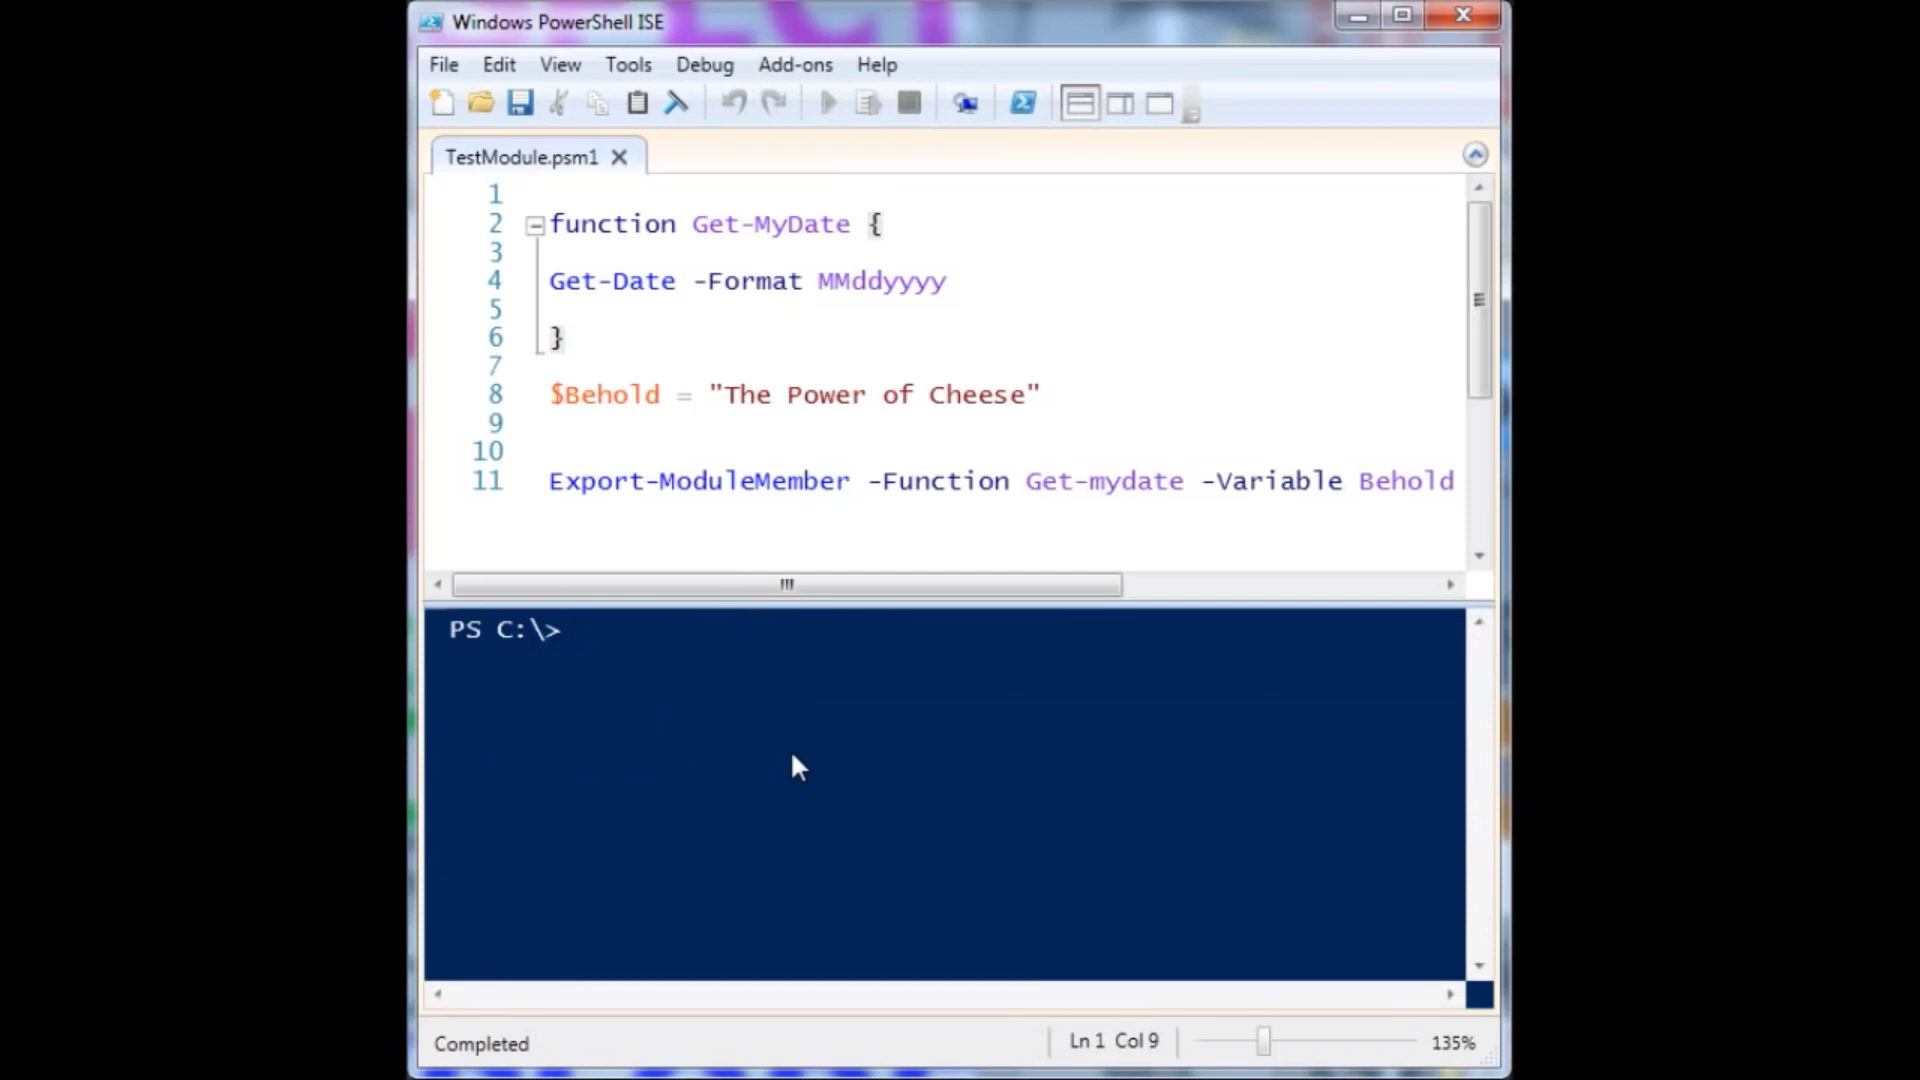 Windows PowerShell ISE
File Edit View Tools Debug Add-ons Help
TestModule.psm1
1
2 function Get-MyDate {
3
4 Get-Date -Format MMddyyyy
5
6 }
7
8 $Behold = "The Power of Cheese"
9
10
11 Export-ModuleMember -Function Get-mydate -Variable Behold
PS C:\>
Completed Ln 1 Col 9 135%